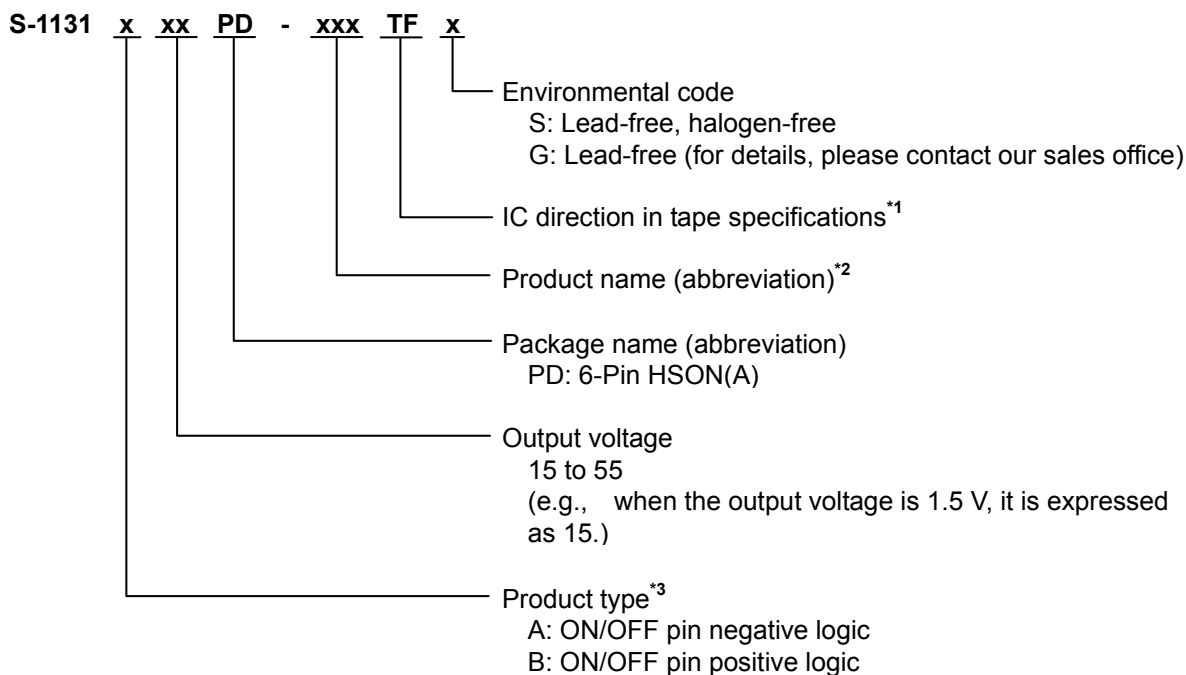 S-1131 x xx PD - xxx TF x
Environmental code
S: Lead-free, halogen-free
G: Lead-free (for details, please contact our sales office)
IC direction in tape specifications*1
Product name (abbreviation)*2
Package name (abbreviation)
PD: 6-Pin HSON(A)
Output voltage
15 to 55
(e.g., when the output voltage is 1.5 V, it is expressed
as 15.)
Product type*3
A: ON/OFF pin negative logic
B: ON/OFF pin positive logic